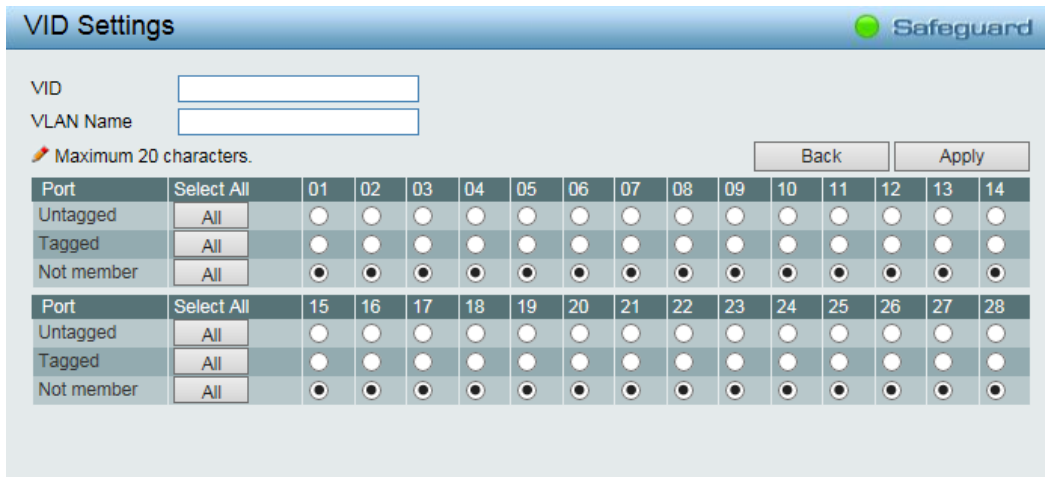 VID Settings Safeguard
VID
VLAN Name
Maximum 20 characters. Back Apply
Port Select All 01 02 03 04 05 06 07 08 09 10 11 12 13 14
Untagged All
Tagged All
Not member All
Port Select All 15 16 17 18 19 20 21 22 23 24 25 26 27 28
Untagged All
Tagged All
Not member All